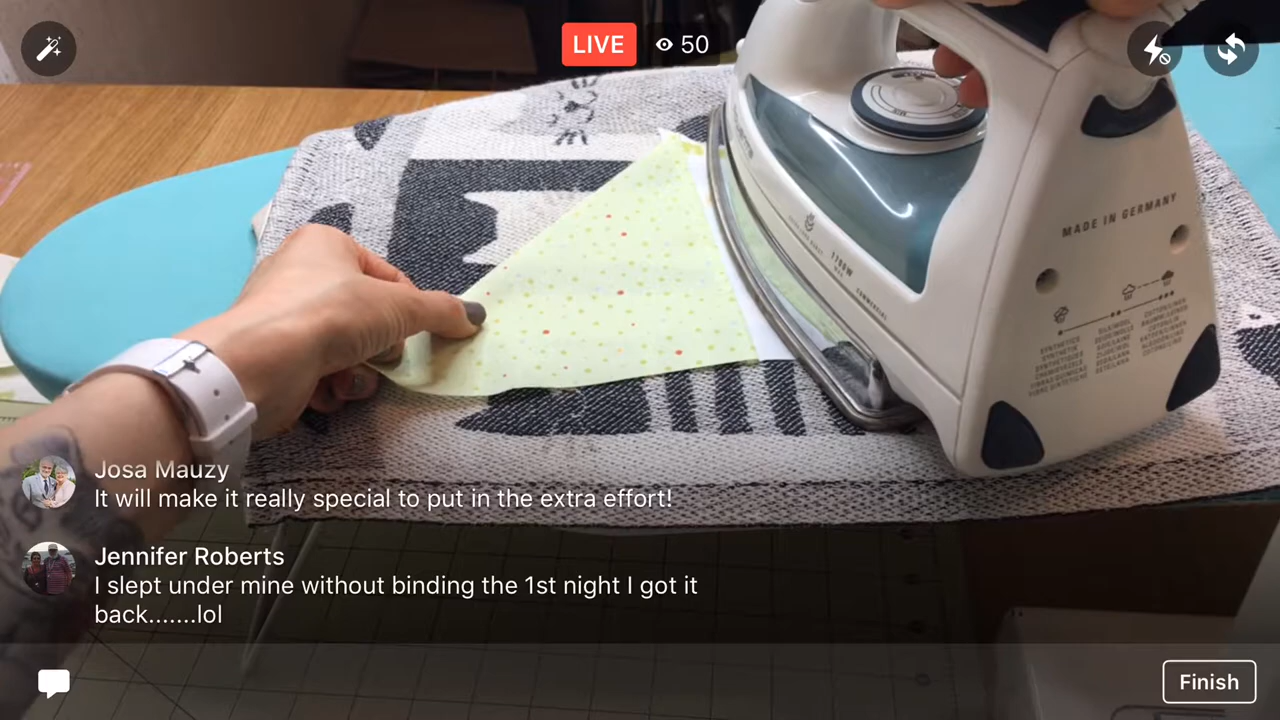 LIVE
50
MADE IN GERMANY
1700W
Josa Mauzy
It will make it really special to put in the extra effort!
Jennifer Roberts
I slept under mine without binding the 1st night I got it
back.......lol
Finish